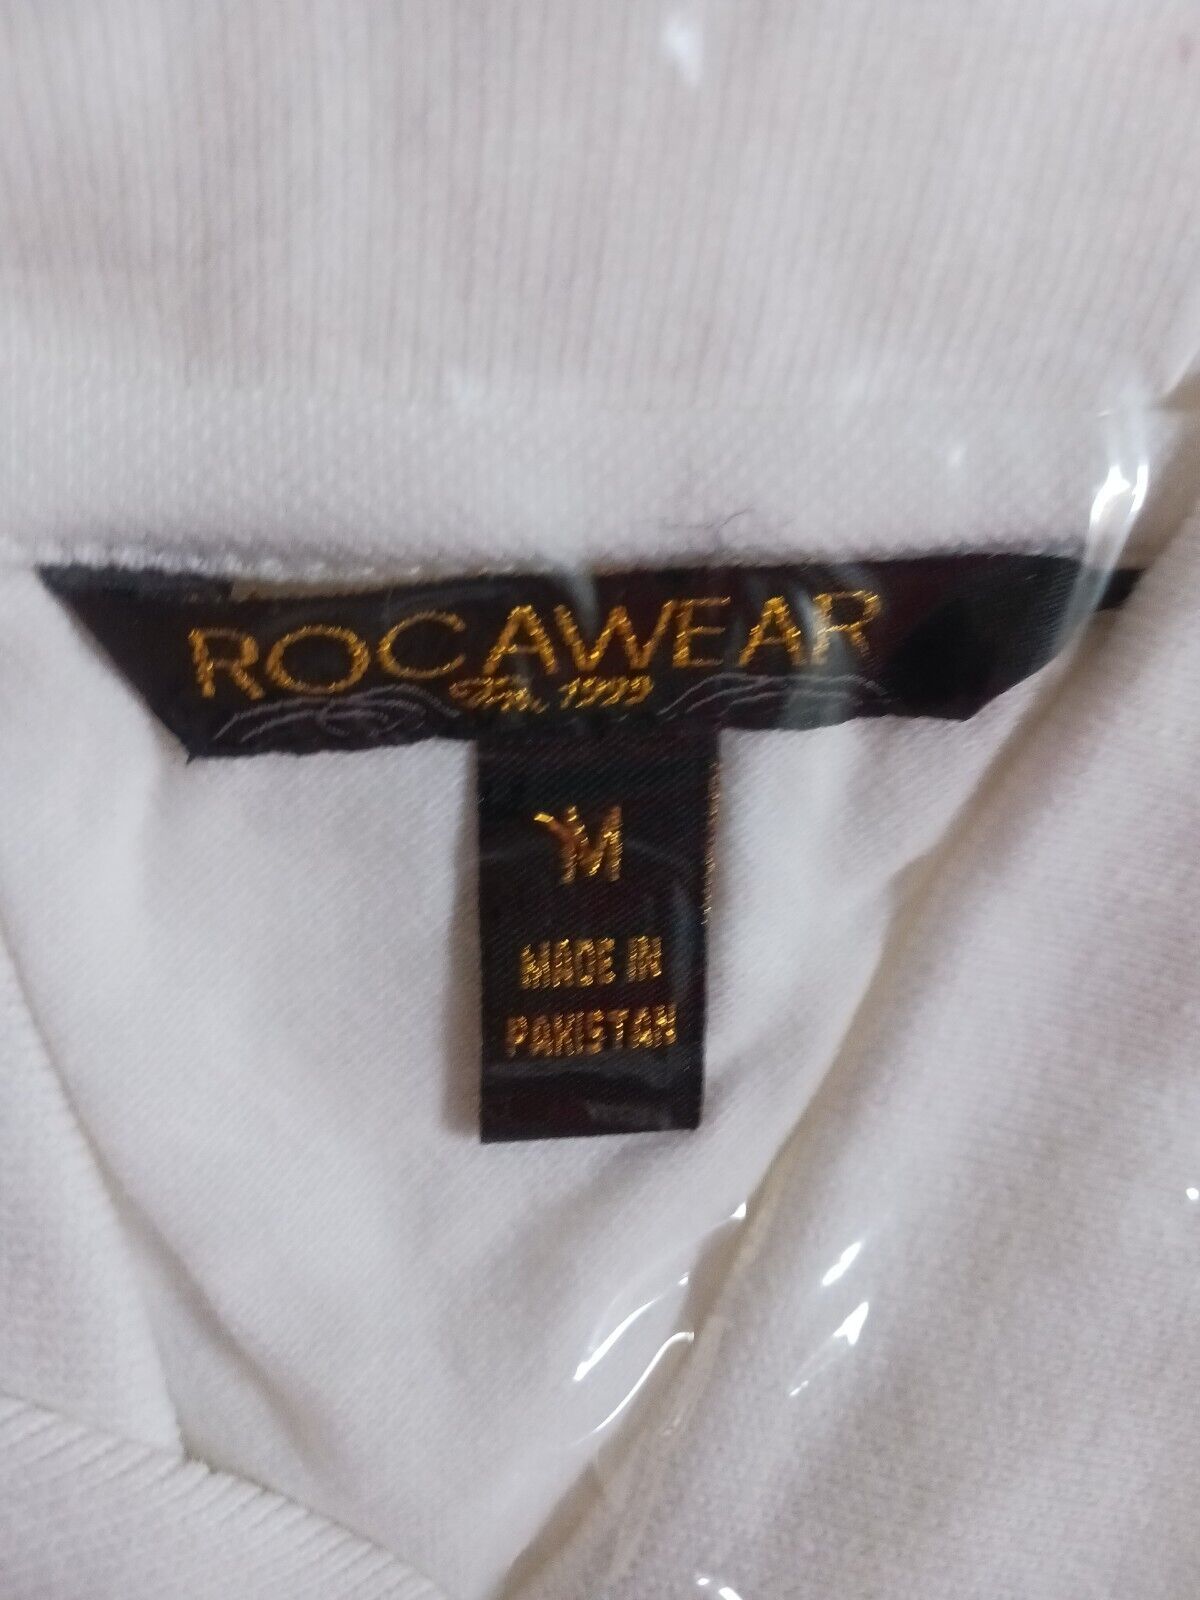 ROCAWEAR
Est. 1999
M
MADE IN
PAKISTAN